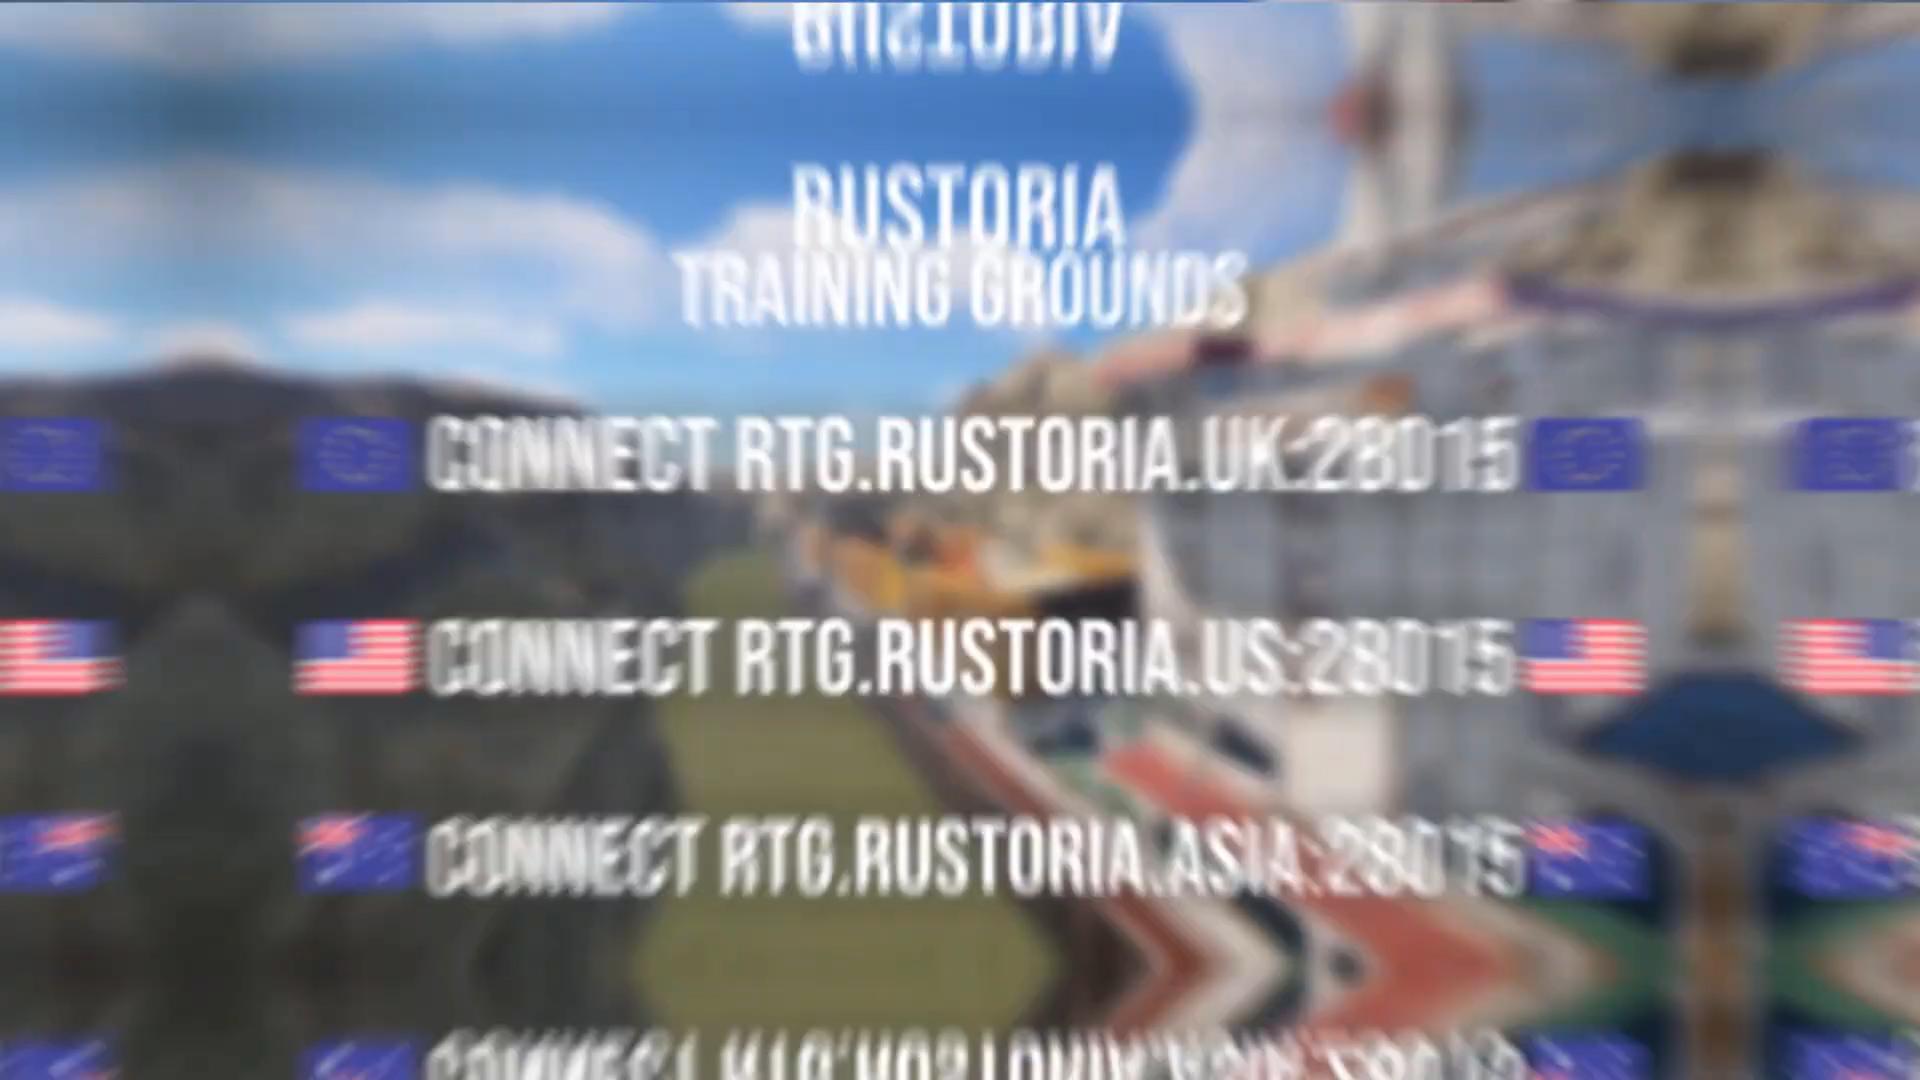 RUSTORIA
TRAINING GROUNDS
CONNECT RTG.RUSTORIA.UK:28015
CONNECT RTG.RUSTORIA.US:28015
CONNECT RTG.RUSTORIA.ASIA:28015